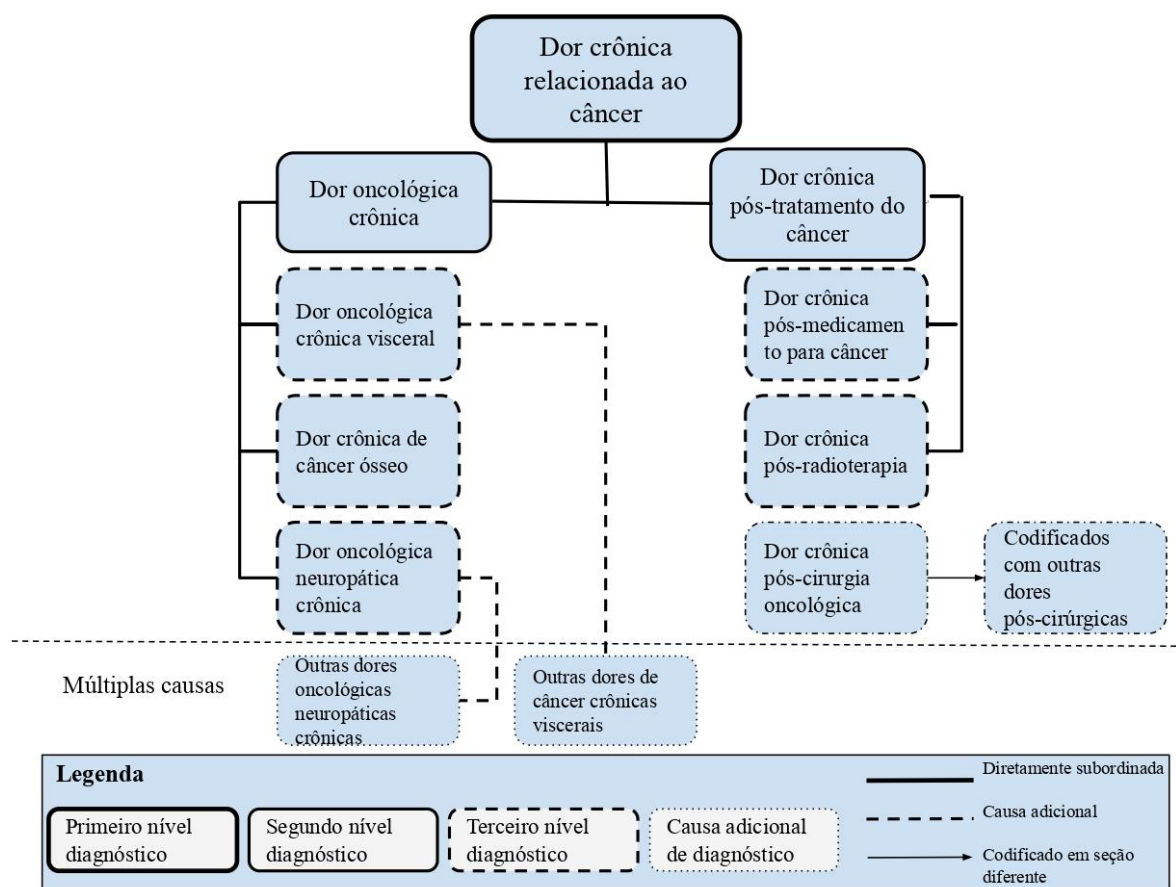 Dor crônica
relacionada ao
câncer
Dor oncológica
crônica
Dor crônica
pós-tratamento do
câncer
Dor oncológica
crônica visceral
Dor crônica
pós-medicamen
to para câncer
Dor crônica de
câncer ósseo
Dor crônica
pós-radioterapia
Dor oncológica
neuropática
crônica
Dor crônica
pós-cirurgia
oncológica
Codificados
com outras
dores
pós-cirúrgicas
Múltiplas causas
Outras dores
oncológicas
neuropáticas
crônicas
Outras dores de
câncer crônicas
viscerais
Legenda
Primeiro nível
diagnóstico
Segundo nível
diagnóstico
Terceiro nível
diagnóstico
Causa adicional
de diagnóstico
Diretamente subordinada
Causa adicional
Codificado em seção
diferente